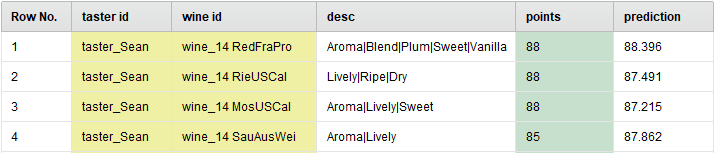 Row No. taster id wine id desc points prediction
1 taster_Sean wine_14 RedFraPro Aroma|Blend|Plum|Sweet|Vanilla 88 88.396
2 taster_Sean wine_14 RieUSCal Lively|Ripe|Dry 88 87.491
3 taster_Sean wine_14 MosUSCal Aroma|Lively|Sweet 88 87.215
4 taster_Sean wine_14 SauAusWei Aroma|Lively 85 87.862